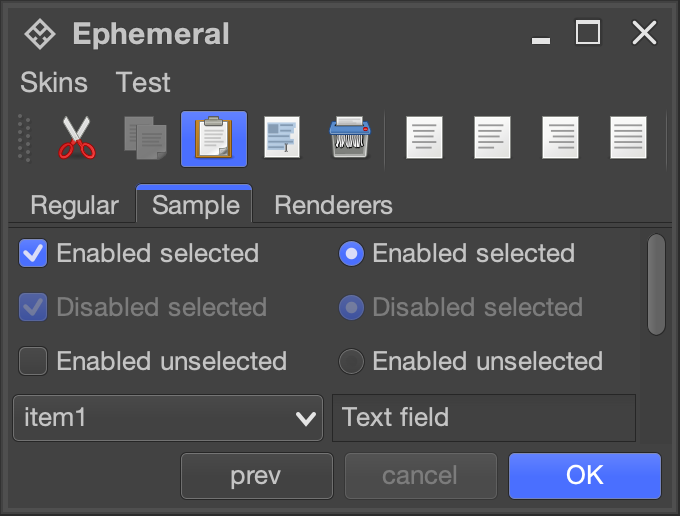 Ephemeral
Skins Test
Regular Sample Renderers
Enabled selected Enabled selected
Disabled selected Disabled selected
Enabled unselected Enabled unselected
item1 Text field
prev cancel OK